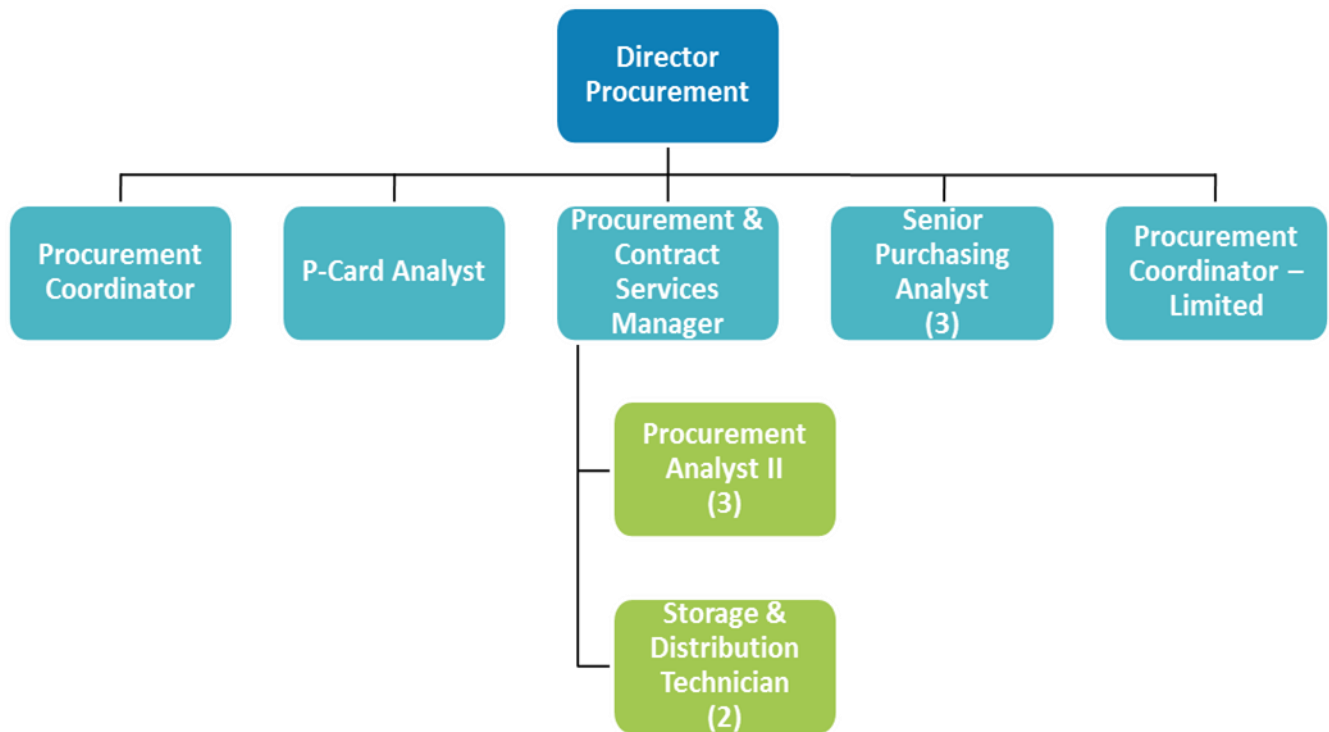 Director
Procurement
Procurement
Coordinator
P-Card Analyst
Procurement &
Contract
Services
Manager
Senior
Purchasing
Analyst
(3)
Procurement
Coordinator –
Limited
Procurement
Analyst II
(3)
Storage &
Distribution
Technician
(2)